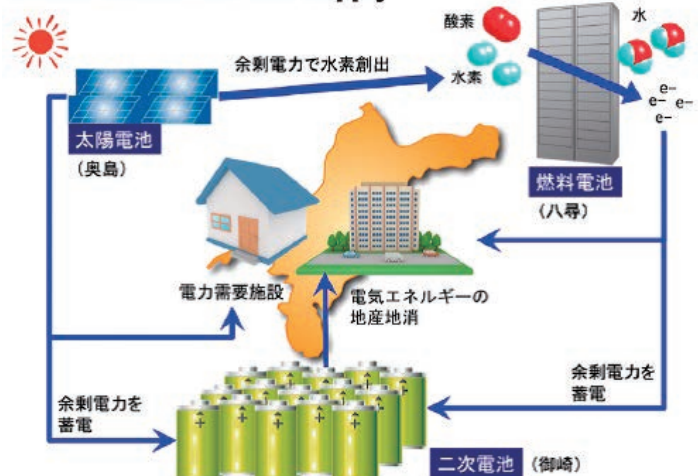 酸素
水
水素
余剰電力で水素創出
e−
e− e−
e−
太陽電池
(奥島)
燃料電池
(八尋)
電力需要施設
電気エネルギーの
地産地消
余剰電力を
蓄電
余剰電力を
蓄電
二次電池 (御崎)